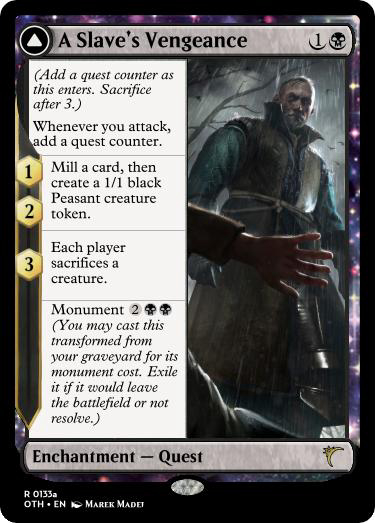 A Slave's Vengeance 1
(Add a quest counter as
this enters. Sacrifice
after 3.)
Whenever you attack,
add a quest counter.
1 Mill a card, then
create a 1/1 black
2 Peasant creature
token.
3 Each player
sacrifices a
creature.
Monument 2
(You may cast this
transformed from
your graveyard for its
monument cost. Exile
it if it would leave
the battlefield or not
resolve.)
Enchantment — Quest
R 0133a
OTH • EN Marek Madej